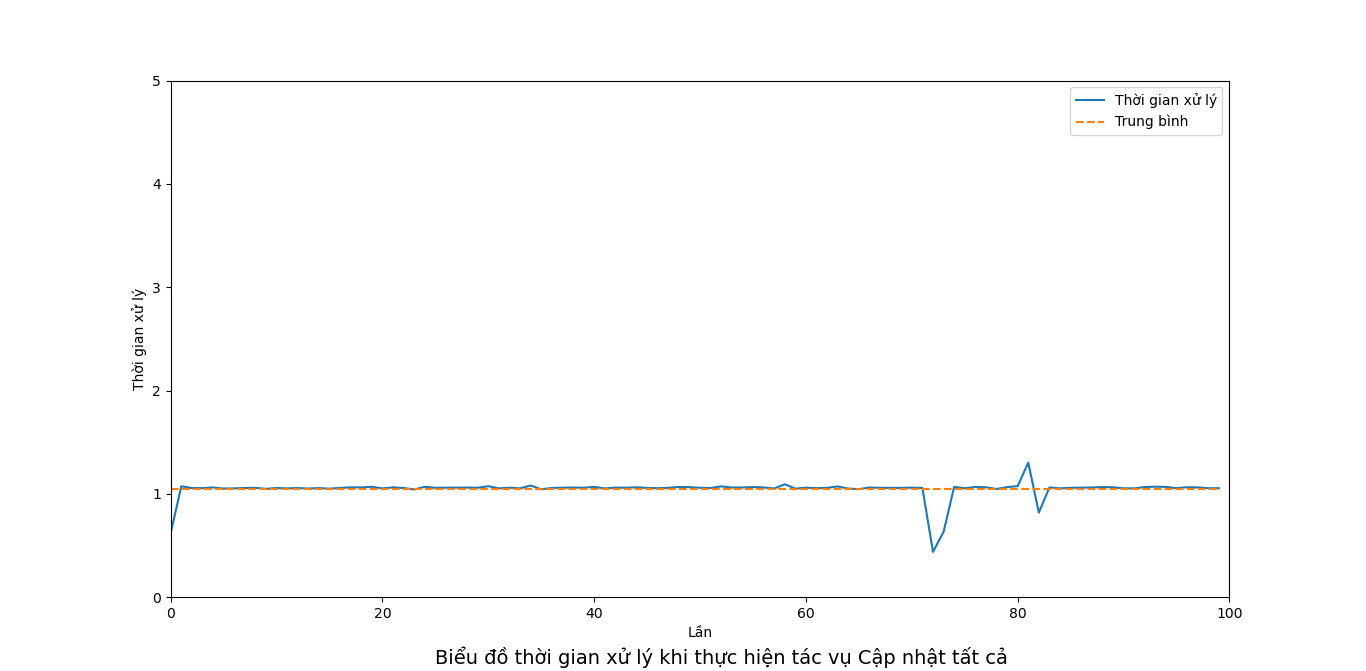 5
4
3
2
1
0
Thời gian xử lý
Thời gian xử lý
Trung bình
0 20 40 60 80 100
Lần
Biểu đồ thời gian xử lý khi thực hiện tác vụ Cập nhật tất cả